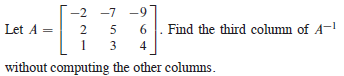 Let A = [-2 -7 -9
2 5 6
1 3 4]. Find the third column of A⁻¹
without computing the other columns.